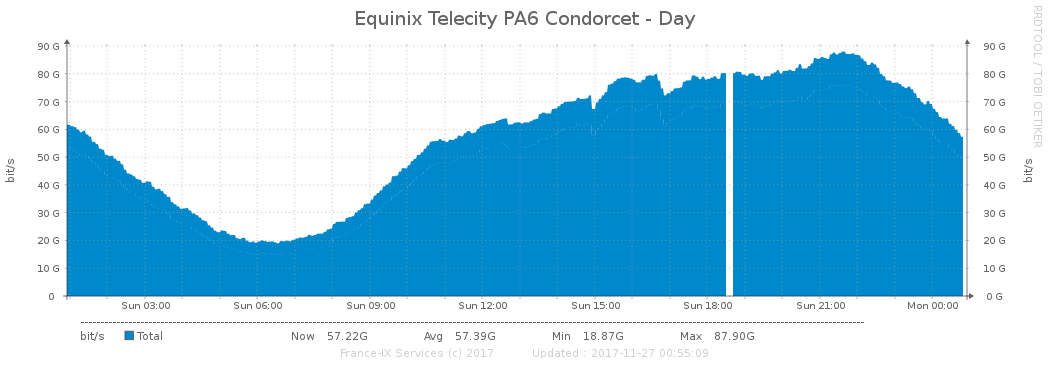 Equinix Telecity PA6 Condorcet - Day
RRDTOOL / TOBI OETIKER
90 G 90 G
80 G 80 G
70 G 70 G
60 G 60 G
50 G 50 G
40 G 40 G
30 G 30 G
20 G 20 G
10 G 10 G
0 0 G
bit/s
bit/s
Sun 03:00 Sun 06:00 Sun 09:00 Sun 12:00 Sun 15:00 Sun 18:00 Sun 21:00 Mon 00:00
bit/s Total Now 57.22G Avg 57.39G Min 18.87G Max 87.90G
France-IX Services (c) 2017 Updated : 2017-11-27 00:55:09